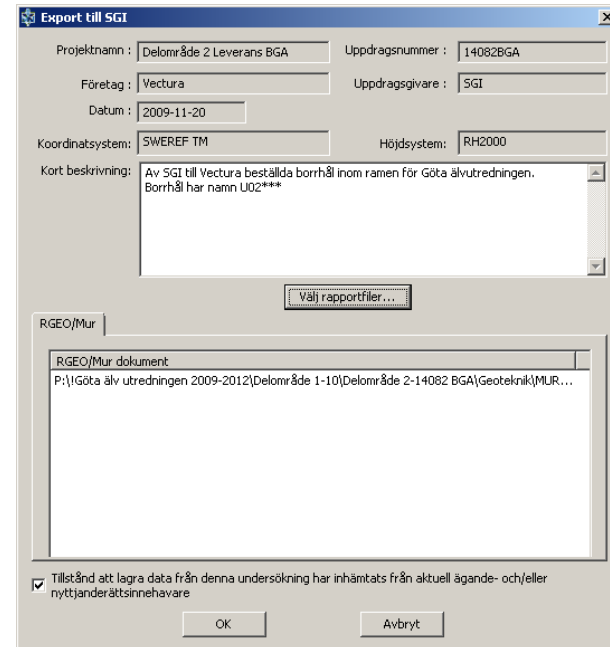 Export till SGI
Projektnamn : Delområde 2 Leverans BGA Uppdragsnummer : 14082BGA
Företag : Vectura Uppdragsgivare : SGI
Datum : 2009-11-20
Koordinatsystem: SWEREF TM Höjdsystem: RH2000
Kort beskrivning: Av SGI till Vectura beställda borrhål inom ramen för Göta älvutredningen.
Borrhål har namn U02***
Välj rapportfiler...
RGEO/Mur
RGEO/Mur dokument
P:\!Göta älv utredningen 2009-2012\Delområde 1-10\Delområde 2-14082 BGA\Geoteknik\MUR...
Tillstånd att lagra data från denna undersökning har inhämtats från aktuell ägande- och/eller
nyttjanderättsinnehavare
OK Avbryt